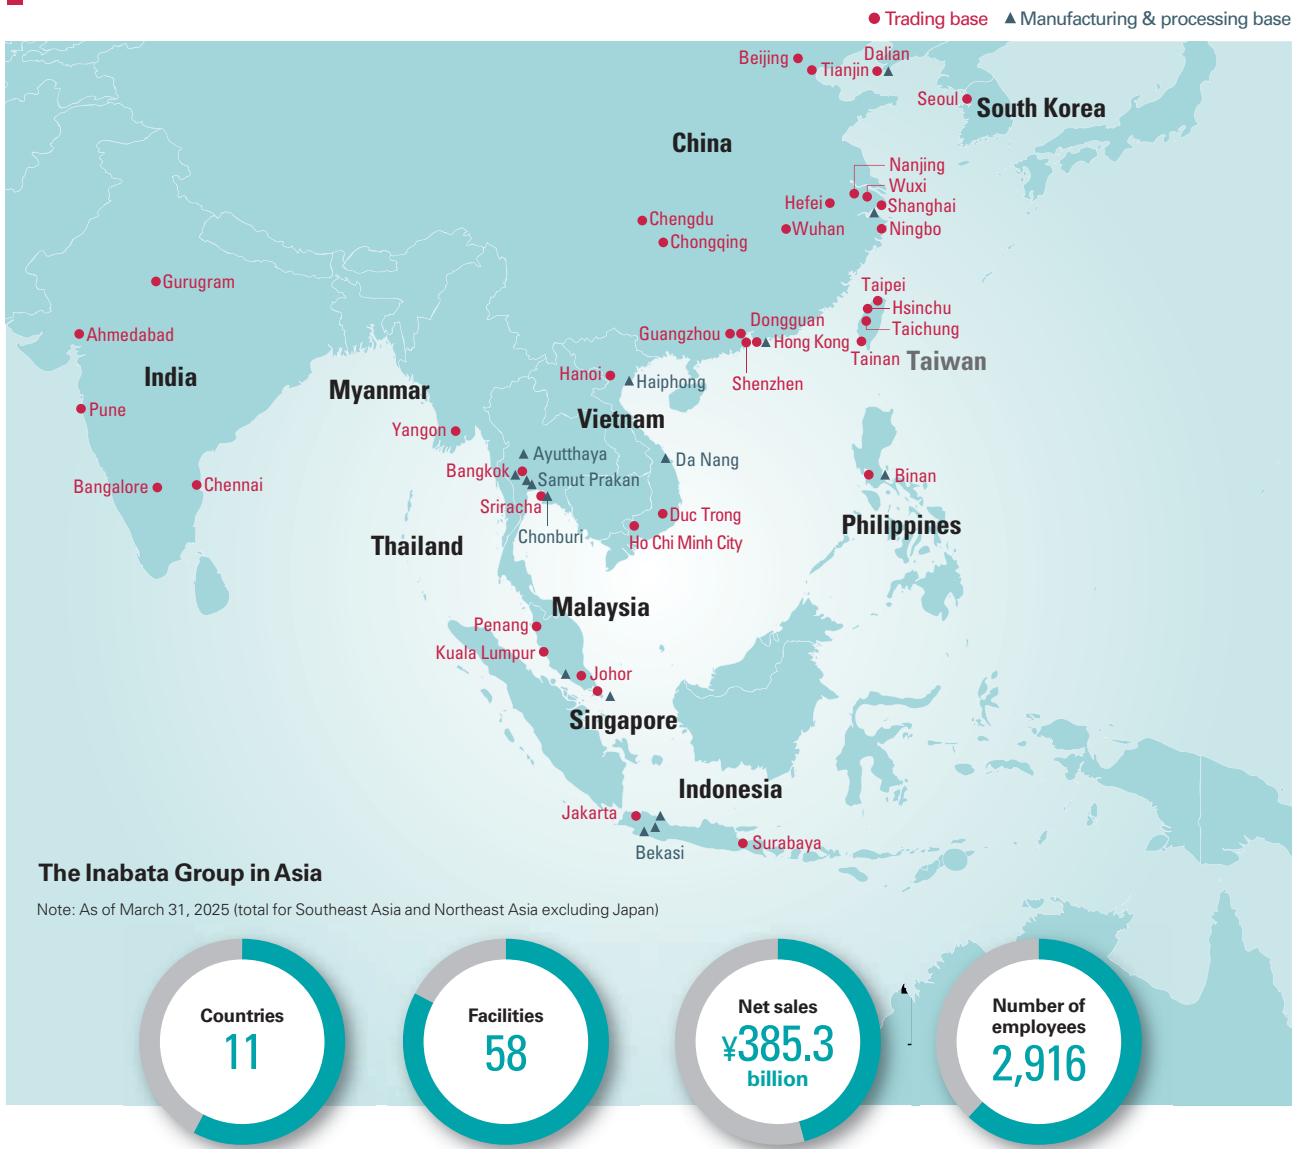 Trading base
Manufacturing & processing base
Beijing
Tianjin
Dalian
Seoul
South Korea
China
Nanjing
Wuxi
Hefei
Shanghai
Chengdu
Wuhan
Ningbo
Chongqing
Gurugram
Taipei
Hsinchu
Ahmedabad
Guangzhou
Dongguan
Taichung
Hong Kong
Tainan
Taiwan
India
Hanoi
Haiphong
Shenzhen
Myanmar
Pune
Vietnam
Yangon
Ayutthaya
Da Nang
Bangkok
Samut Prakan
Binan
Bangalore
Chennai
Sriracha
Duc Trong
Philippines
Chonburi
Ho Chi Minh City
Thailand
Malaysia
Penang
Kuala Lumpur
Johor
Singapore
Indonesia
Jakarta
Surabaya
Bekasi
The Inabata Group in Asia
Note: As of March 31, 2025 (total for Southeast Asia and Northeast Asia excluding Japan)
Countries
11
Facilities
58
Net sales
¥385.3
billion
Number of
employees
2,916